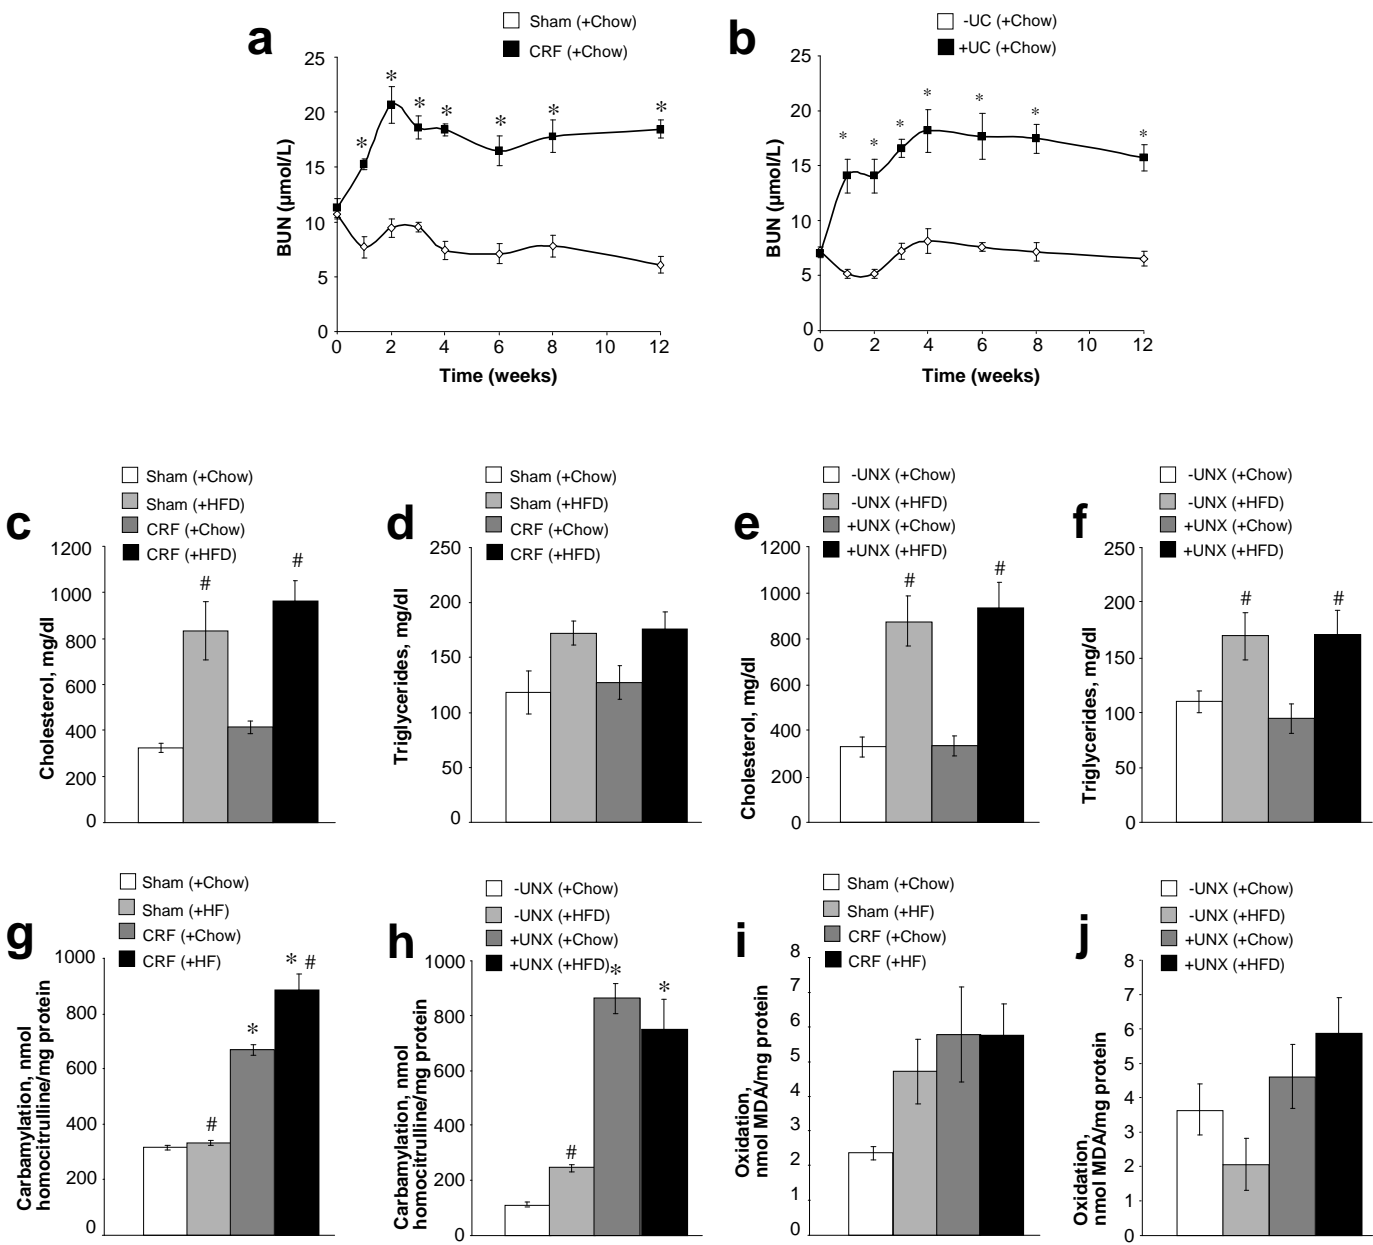 a
Sham (+Chow)
CRF (+Chow)
BUN (µmol/L)
25
20
15
10
5
0
* * * * * * *
0 2 4 6 8 10 12
Time (weeks)
b
-UC (+Chow)
+UC (+Chow)
BUN (µmol/L)
25
20
15
10
5
0
* * * * * * *
0 2 4 6 8 10 12
Time (weeks)
c
Sham (+Chow)
Sham (+HFD)
CRF (+Chow)
CRF (+HFD)
Cholesterol, mg/dl
1200
1000
800
600
400
200
0
# #
d
Sham (+Chow)
Sham (+HFD)
CRF (+Chow)
CRF (+HFD)
Triglycerides, mg/dl
250
200
150
100
50
0
e
-UNX (+Chow)
-UNX (+HFD)
+UNX (+Chow)
+UNX (+HFD)
Cholesterol, mg/dl
1200
1000
800
600
400
200
0
# #
f
-UNX (+Chow)
-UNX (+HFD)
+UNX (+Chow)
+UNX (+HFD)
Triglycerides, mg/dl
250
200
150
100
50
0
# #
g
Sham (+Chow)
Sham (+HF)
CRF (+Chow)
CRF (+HF)
Carbamylation, nmol
homocitrulline/mg protein
1000
800
600
400
200
0
# * * #
h
-UNX (+Chow)
-UNX (+HFD)
+UNX (+Chow)
+UNX (+HFD)
Carbamylation, nmol
homocitrulline/mg protein
1000
800
600
400
200
0
# * *
i
Sham (+Chow)
Sham (+HF)
CRF (+Chow)
CRF (+HF)
Oxidation,
nmol MDA/mg protein
8
7
6
5
4
3
2
1
0
j
-UNX (+Chow)
-UNX (+HFD)
+UNX (+Chow)
+UNX (+HFD)
Oxidation,
nmol MDA/mg protein
8
7
6
5
4
3
2
1
0